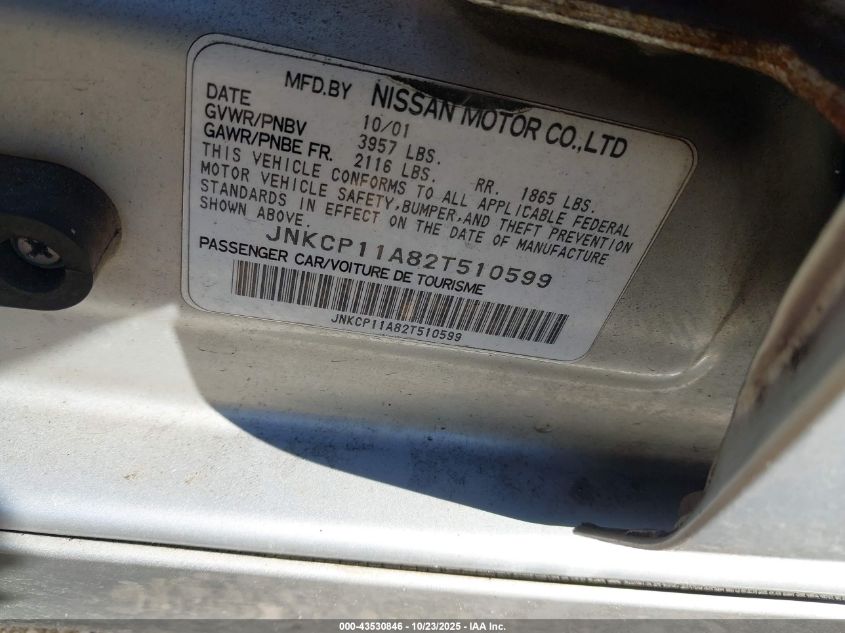 MFD.BY NISSAN MOTOR CO.,LTD
DATE 10/01
GVWR/PNBV 3957 LBS.
GAWR/PNBE FR. 2116 LBS. RR. 1865 LBS.
THIS VEHICLE CONFORMS TO ALL APPLICABLE FEDERAL
MOTOR VEHICLE SAFETY,BUMPER,AND THEFT PREVENTION
STANDARDS IN EFFECT ON THE DATE OF MANUFACTURE
SHOWN ABOVE.
JNKCP11A82T510599
PASSENGER CAR/VOITURE DE TOURISME
JNKCP11A82T510599
000-43530846 - 10/23/2025 - IAA Inc.